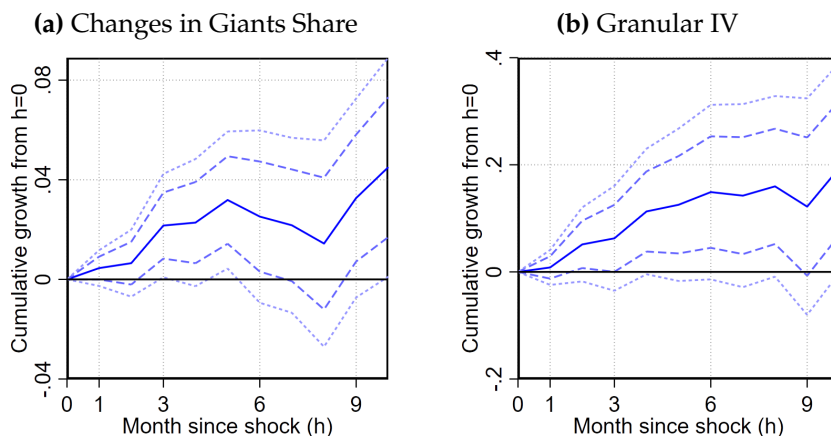 (a) Changes in Giants Share
Cumulative growth from h=0
.08
.04
0
-.04
0 1 3 6 9
Month since shock (h)
(b) Granular IV
Cumulative growth from h=0
.4
.2
0
-.2
0 1 3 6 9
Month since shock (h)